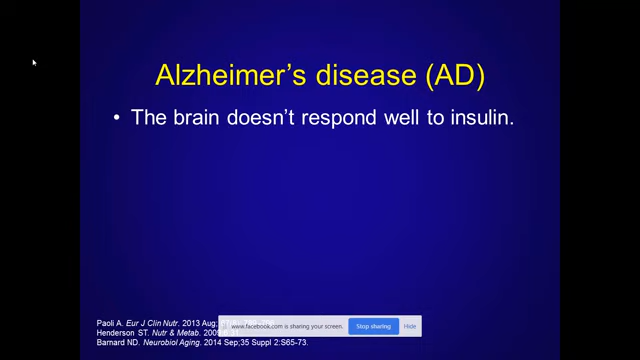 Alzheimer's disease (AD)
• The brain doesn't respond well to insulin.
Paoli A. Eur J Clin Nutr. 2013 Aug;
Henderson ST. Nutr & Metab. 2009
Barnard ND. Neurobiol Aging. 2014 Sep;35 Suppl 2:S65-73.
www.facebook.com is sharing your screen.
Stop sharing
Hide